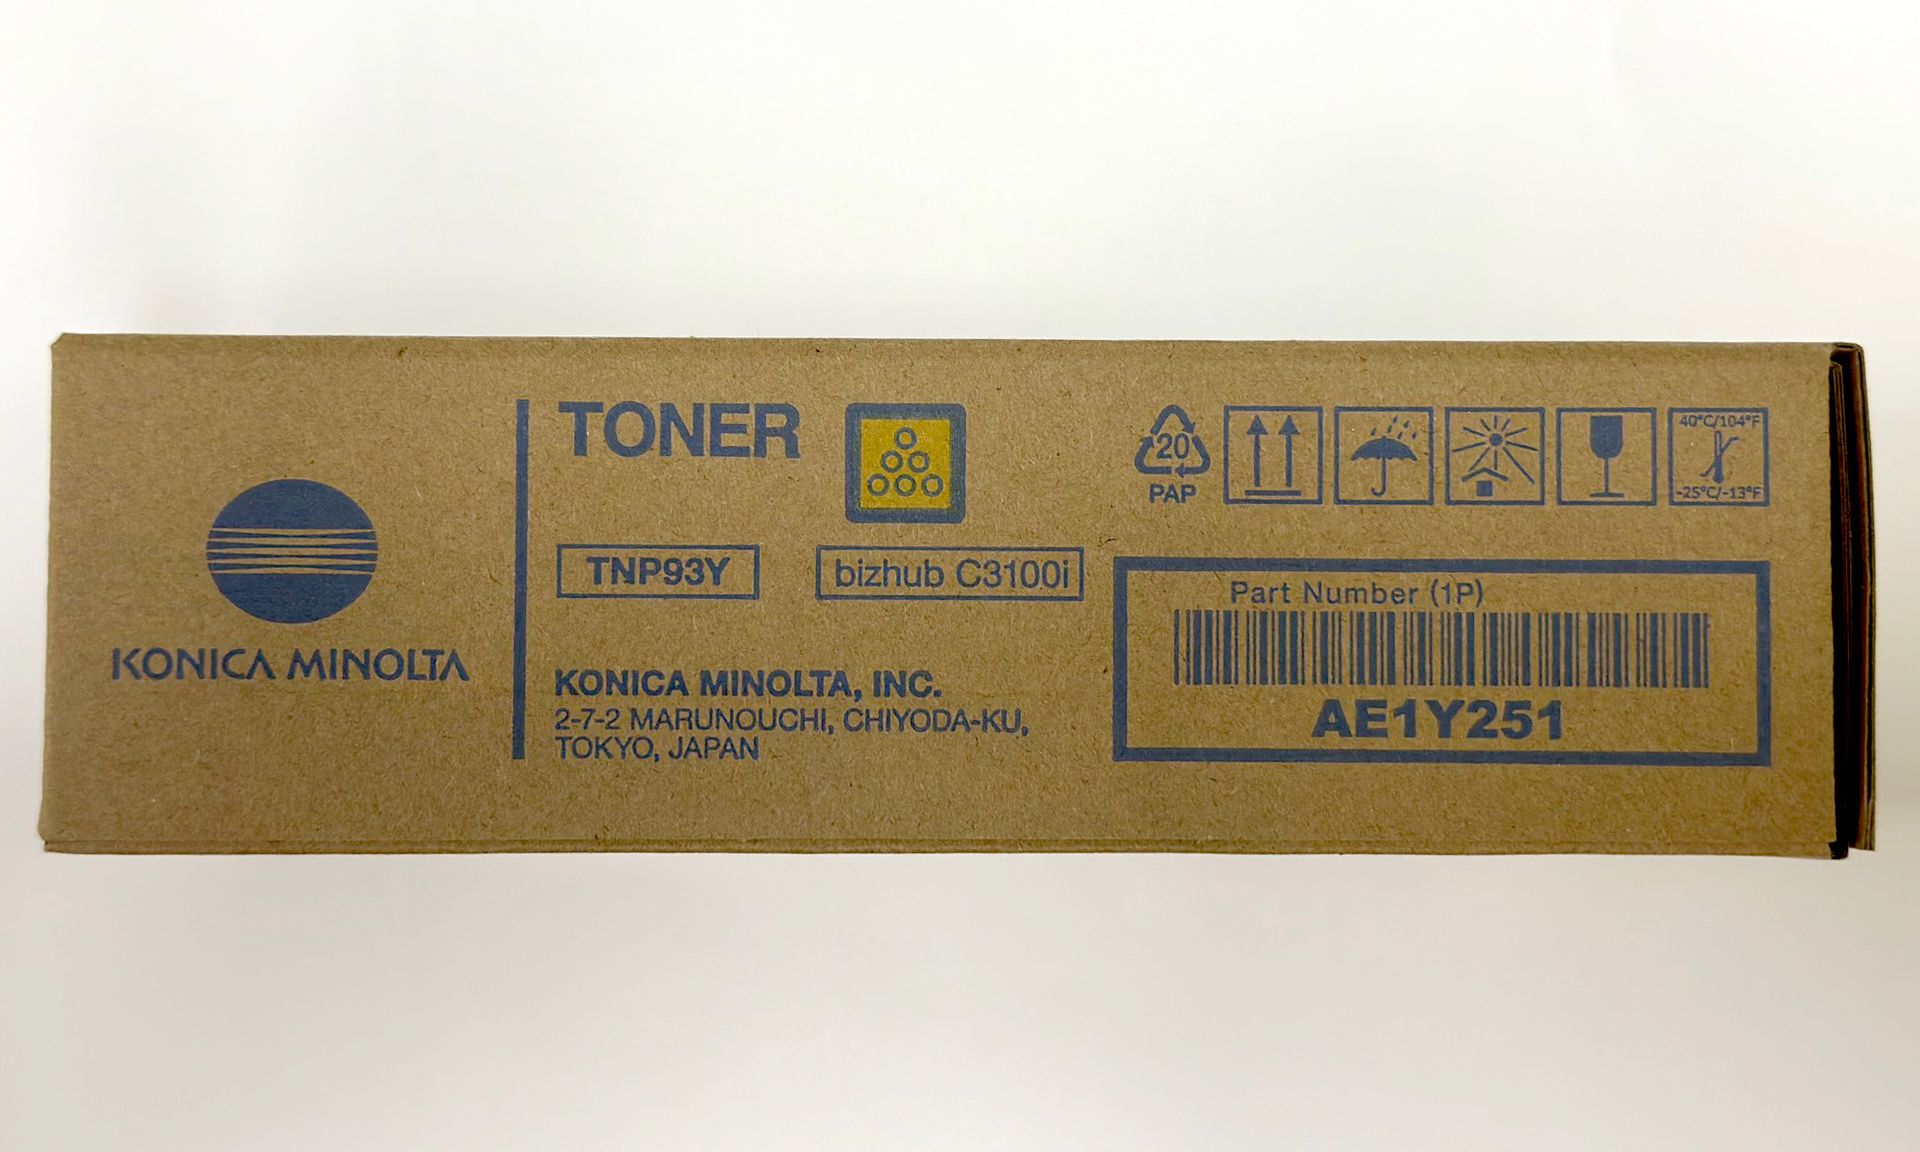 KONICA MINOLTA
TONER
TNP93Y
bizhub C3100i
KONICA MINOLTA, INC.
2-7-2 MARUNOUCHI, CHIYODA-KU,
TOKYO, JAPAN
20
PAP
40°C/104°F
-25°C/-13°F
Part Number (1P)
AE1Y251